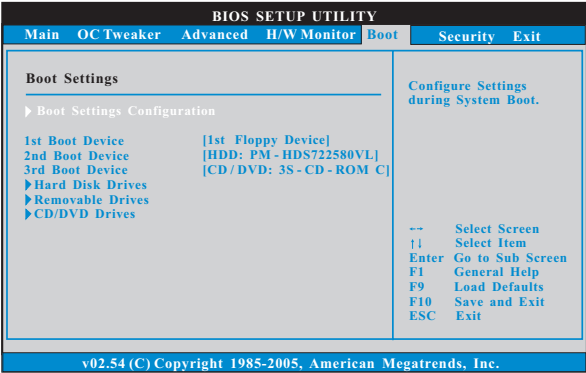 BIOS SETUP UTILITY
Main OC Tweaker Advanced H/W Monitor Boot Security Exit
Boot Settings
Boot Settings Configuration
1st Boot Device [1st Floppy Device]
2nd Boot Device [HDD: PM - HDS722580VL]
3rd Boot Device [CD / DVD: 3S - CD - ROM C]
Hard Disk Drives
Removable Drives
CD/DVD Drives
Configure Settings
during System Boot.
←→ Select Screen
↑↓ Select Item
Enter Go to Sub Screen
F1 General Help
F9 Load Defaults
F10 Save and Exit
ESC Exit
v02.54 (C) Copyright 1985-2005, American Megatrends, Inc.